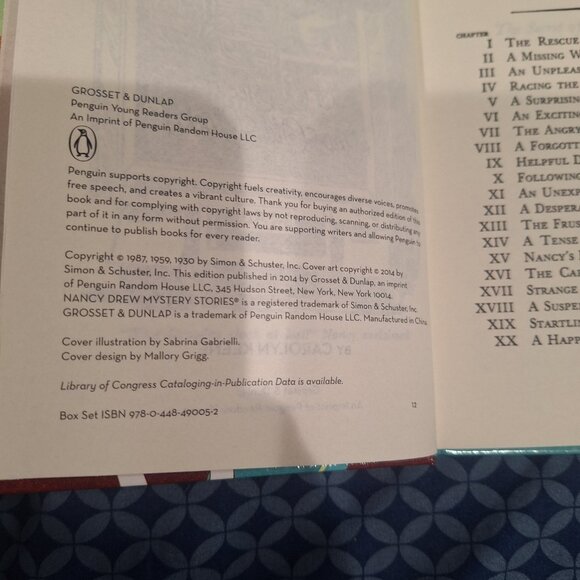 GROSSET & DUNLAP
Penguin Young Readers Group
An Imprint of Penguin Random House LLC
Penguin supports copyright. Copyright fuels creativity, encourages diverse voices, promotes
free speech, and creates a vibrant culture. Thank you for buying an authorized edition of this
book and for complying with copyright laws by not reproducing, scanning, or distributing any
part of it in any form without permission. You are supporting writers and allowing Penguin to
continue to publish books for every reader.
Copyright © 1987, 1959, 1930 by Simon & Schuster, Inc. Cover art copyright © 2014 by
Simon & Schuster, Inc. This edition published in 2014 by Grosset & Dunlap, an imprint
of Penguin Random House LLC, 345 Hudson Street, New York, New York 10014.
NANCY DREW MYSTERY STORIES® is a registered trademark of Simon & Schuster, Inc.
GROSSET & DUNLAP is a trademark of Penguin Random House LLC. Manufactured in China.
Cover illustration by Sabrina Gabrielli.
Cover design by Mallory Grigg.
Library of Congress Cataloging-in-Publication Data is available.
Box Set ISBN 978-0-448-49005-2
12
CHAPTER
I THE RESCUE
II A MISSING W
III AN UNPLEAS
IV RACING THE
V A SURPRISING
VI AN EXCITING
VII THE ANGRY
VIII A FORGOTT
IX HELPFUL D
X FOLLOWING
XI AN UNEXP
XII A DESPERA
XIII THE FRUS
XIV A TENSE
XV NANCY'S
XVI THE CA
XVII STRANGE
XVIII A SUSPE
XIX STARTLI
XX A HAPP